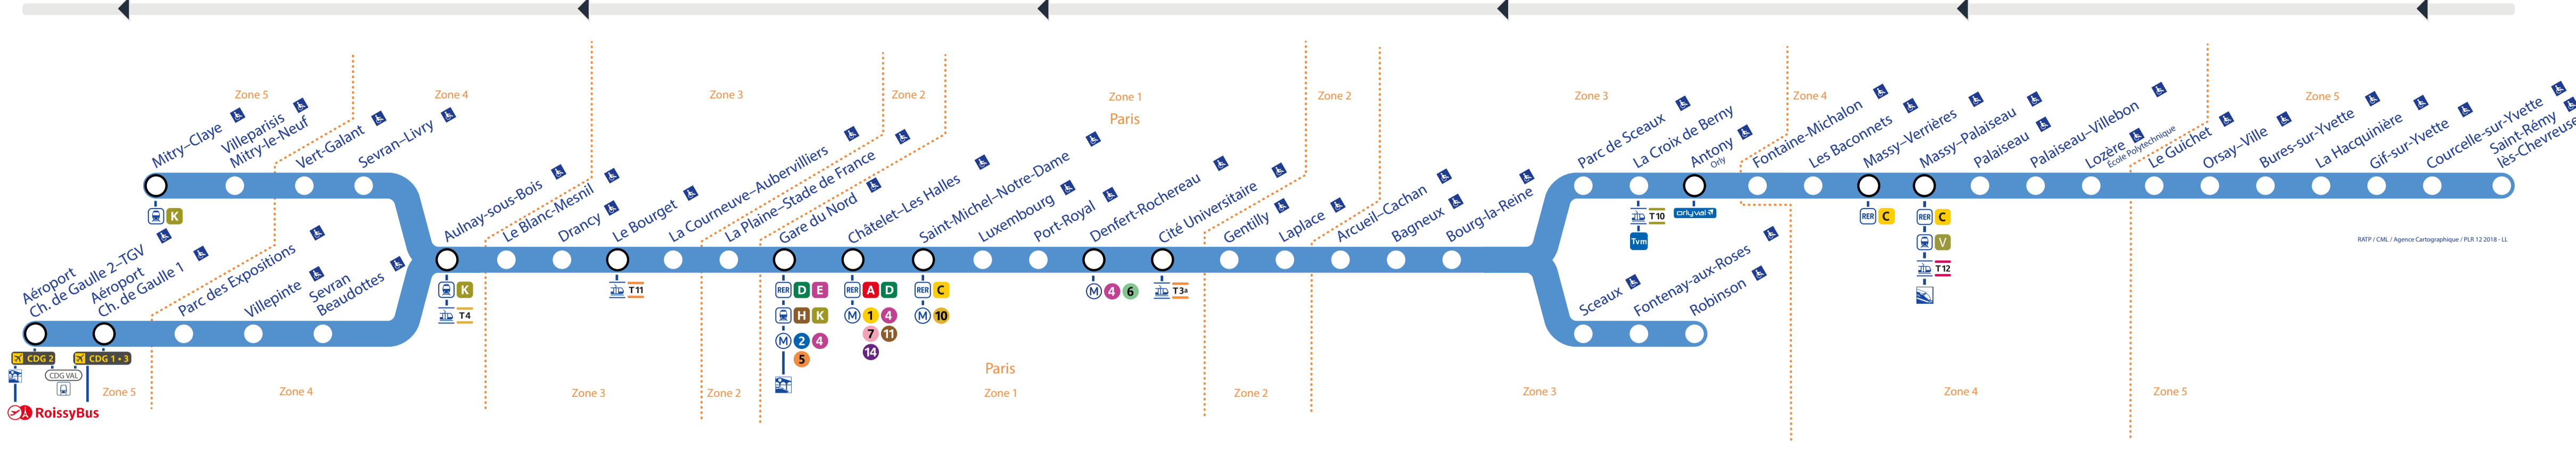 Zone 5
Zone 4
Zone 3
Zone 2
Zone 1
Paris
Zone 2
Zone 3
Zone 4
Zone 5
Mitry–Claye
Villeparisis
Mitry-le-Neuf
Vert-Galant
Sevran–Livry
K
Aéroport
Ch. de Gaulle 2–TGV
Aéroport
Ch. de Gaulle 1
Parc des Expositions
Villepinte
Sevran
Beaudottes
CDG 2
CDG 1 • 3
CDG VAL
RoissyBus
Aulnay-sous-Bois
K
T4
Le Blanc-Mesnil
Drancy
Le Bourget
T11
La Courneuve–Aubervilliers
La Plaine–Stade de France
Gare du Nord
RER D E
H K
M 2 4
5
Châtelet–Les Halles
RER A D
M 1 4
7 11
14
Saint-Michel–Notre-Dame
RER C
M 10
Luxembourg
Port-Royal
Denfert-Rochereau
M 4 6
Cité Universitaire
T3a
Gentilly
Laplace
Arcueil–Cachan
Bagneux
Bourg-la-Reine
Parc de Sceaux
La Croix de Berny
T10
Tvm
Antony
Orly
orlyval
Fontaine-Michalon
Les Baconnets
Massy–Verrières
RER C
Massy–Palaiseau
RER C
V
T12
Palaiseau
Palaiseau–Villebon
Lozère
École Polytechnique
Le Guichet
Orsay–Ville
Bures-sur-Yvette
La Hacquinière
Gif-sur-Yvette
Courcelle-sur-Yvette
Saint-Rémy
lès-Chevreuse
Sceaux
Fontenay-aux-Roses
Robinson
RATP / CML / Agence Cartographique / PLR 12 2018 - LL
Zone 5
Zone 4
Zone 3
Zone 2
Paris
Zone 1
Zone 2
Zone 3
Zone 4
Zone 5